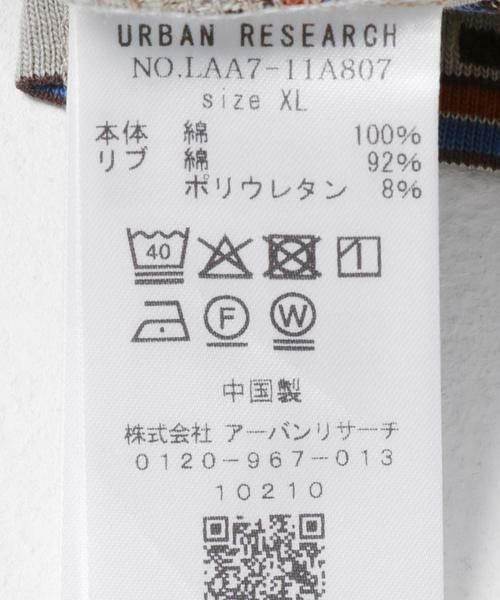 URBAN RESEARCH
NO.LAA7-11A807
size XL
本体 綿 100%
リブ 綿 92%
ポリウレタン 8%
40
F W
中国製
株式会社 アーバンリサーチ
0120-967-013
10210